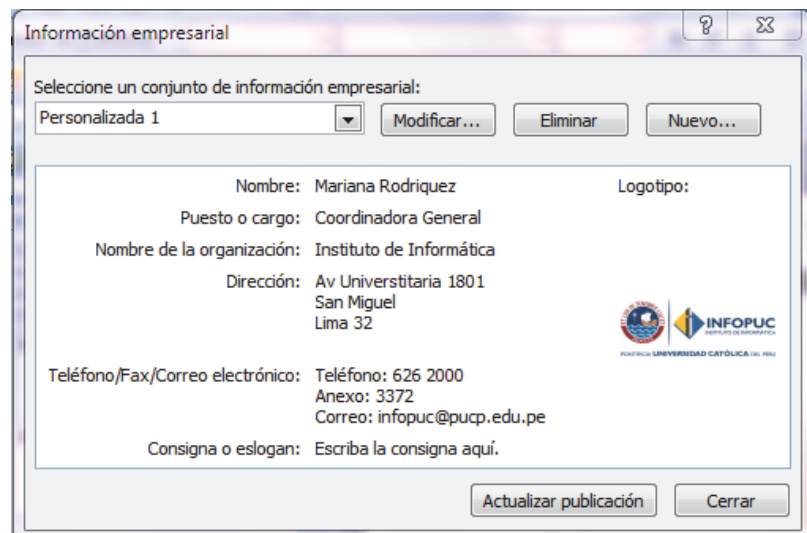 Información empresarial
Seleccione un conjunto de información empresarial:
Personalizada 1
Modificar...
Eliminar
Nuevo...
Nombre: Mariana Rodriquez
Logotipo:
Puesto o cargo: Coordinadora General
Nombre de la organización: Instituto de Informática
Dirección: Av Universtitaria 1801
San Miguel
Lima 32
INFOPUC
INSTITUTO DE INFORMÁTICA
PONTIFICIA UNIVERSIDAD CATÓLICA DEL PERÚ
Teléfono/Fax/Correo electrónico: Teléfono: 626 2000
Anexo: 3372
Correo: infopuc@pucp.edu.pe
Consigna o eslogan: Escriba la consigna aquí.
Actualizar publicación
Cerrar